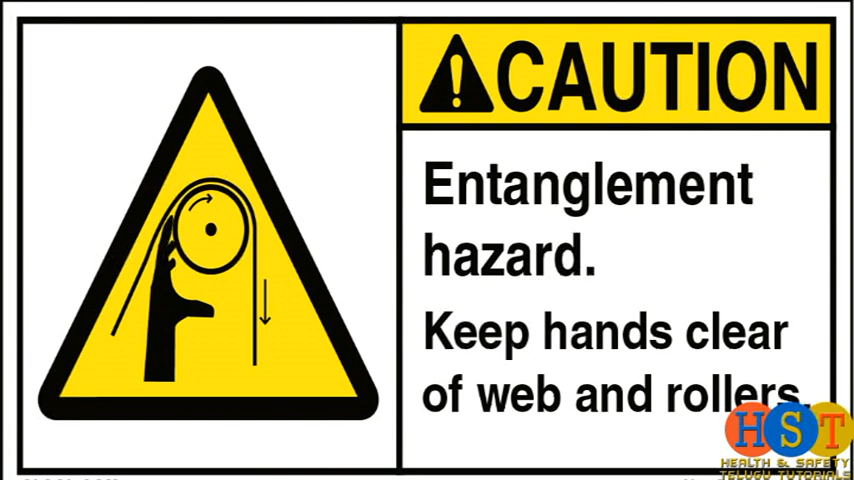 CAUTION
Entanglement
hazard.
Keep hands clear
of web and rollers.
HST
HEALTH & SAFETY
TELUGU TUTORIALS